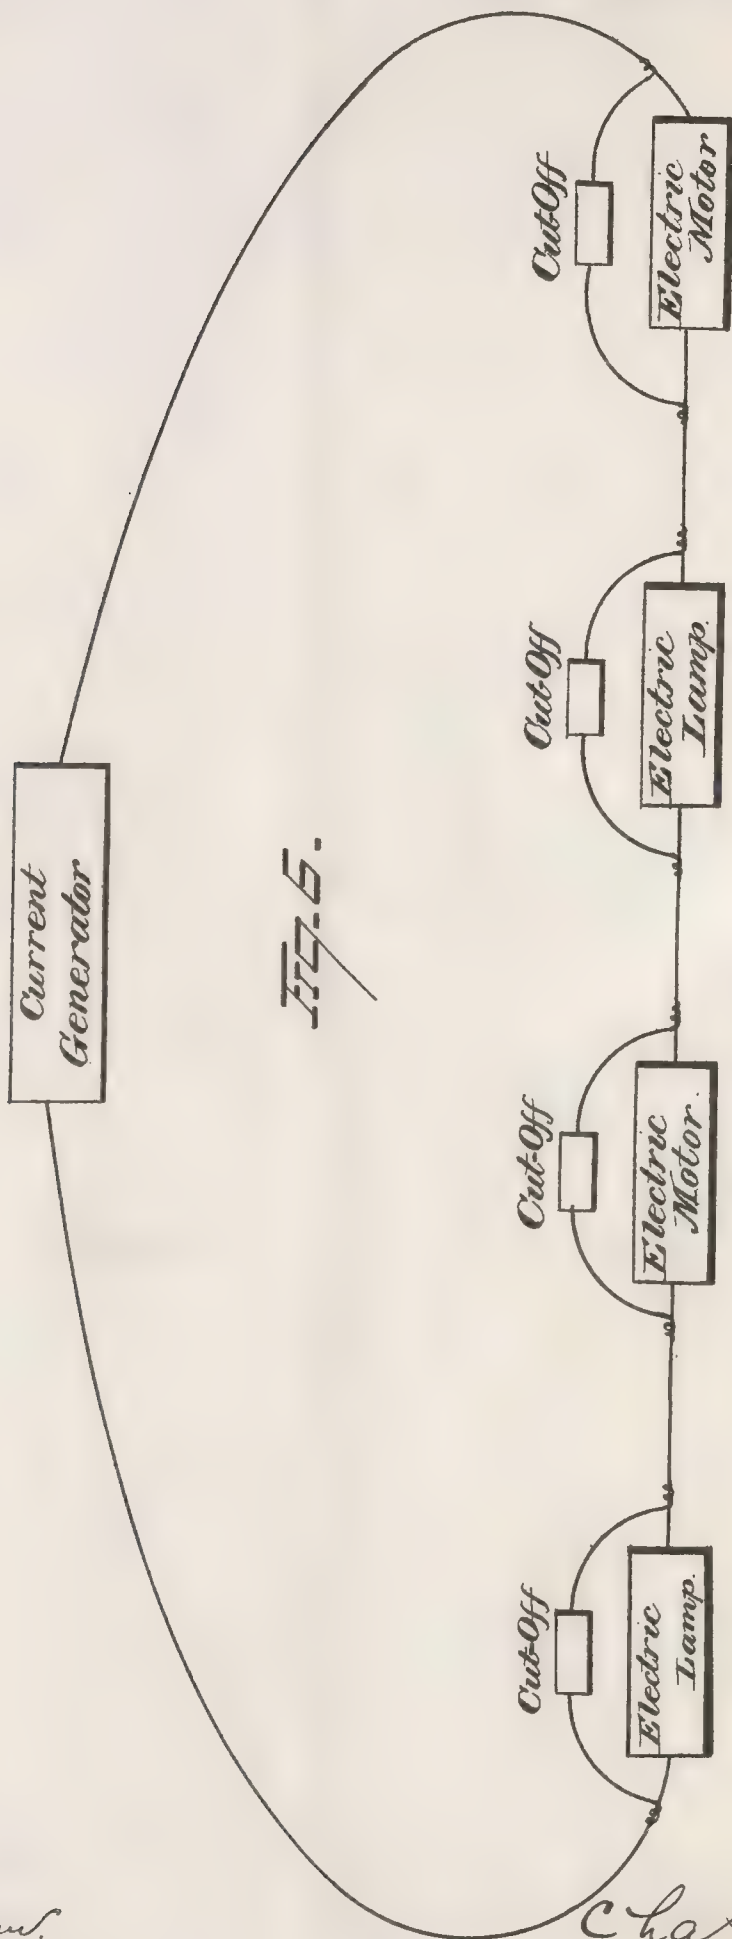 Current
Generator
Fig. 6.
Cut-Off
Electric
Lamp.
Cut-Off
Electric
Motor.
Cut-Off
Electric
Lamp.
Cut-Off
Electric
Motor
Cha